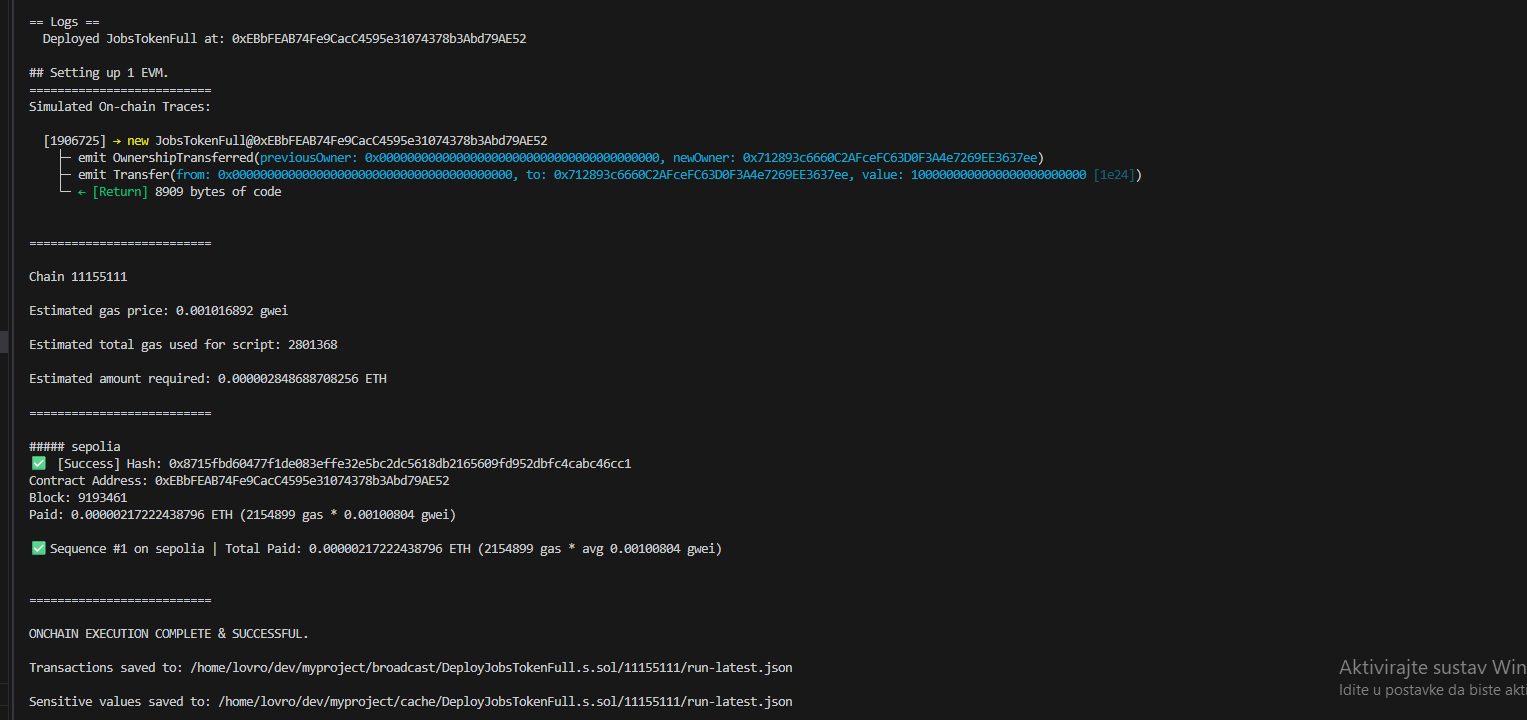 == Logs ==
Deployed JobsTokenFull at: 0xEBbFEAB74Fe9CacC4595e31074378b3Abd79AE52
## Setting up 1 EVM.
==========================
Simulated On-chain Traces:
[1906725] → new JobsTokenFull@0xEBbFEAB74Fe9CacC4595e31074378b3Abd79AE52
├─ emit OwnershipTransferred(previousOwner: 0x0000000000000000000000000000000000000000, newOwner: 0x712893c6660C2AFceFC63D0F3A4e7269EE3637ee)
├─ emit Transfer(from: 0x0000000000000000000000000000000000000000, to: 0x712893c6660C2AFceFC63D0F3A4e7269EE3637ee, value: 1000000000000000000000000 [1e24])
└─ ← [Return] 8909 bytes of code
==========================
Chain 11155111
Estimated gas price: 0.001016892 gwei
Estimated total gas used for script: 2801368
Estimated amount required: 0.000002848688708256 ETH
==========================
##### sepolia
✅ [Success] Hash: 0x8715fbd60477f1de083effe32e5bc2dc5618db2165609fd952dbfc4cabc46cc1
Contract Address: 0xEBbFEAB74Fe9CacC4595e31074378b3Abd79AE52
Block: 9193461
Paid: 0.00000217222438796 ETH (2154899 gas * 0.00100804 gwei)
✅ Sequence #1 on sepolia | Total Paid: 0.00000217222438796 ETH (2154899 gas * avg 0.00100804 gwei)
==========================
ONCHAIN EXECUTION COMPLETE & SUCCESSFUL.
Transactions saved to: /home/lovro/dev/myproject/broadcast/DeployJobsTokenFull.s.sol/11155111/run-latest.json
Sensitive values saved to: /home/lovro/dev/myproject/cache/DeployJobsTokenFull.s.sol/11155111/run-latest.json
Aktivirajte sustav Win
Idite u postavke da biste akti